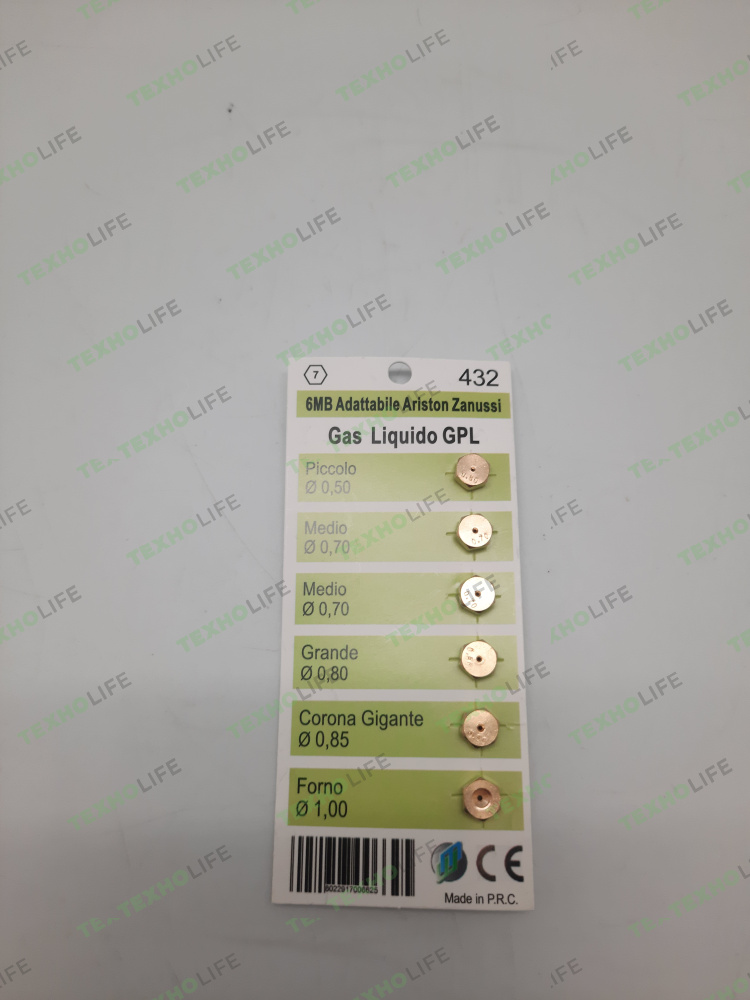 7
432
6MB Adattabile Ariston Zanussi
Gas Liquido GPL
Piccolo
Ø 0,50
Medio
Ø 0,70
Medio
Ø 0,70
Grande
Ø 0,80
Corona Gigante
Ø 0,85
Forno
Ø 1,00
CE
Made in P.R.C.
ТЕХНОLIFE